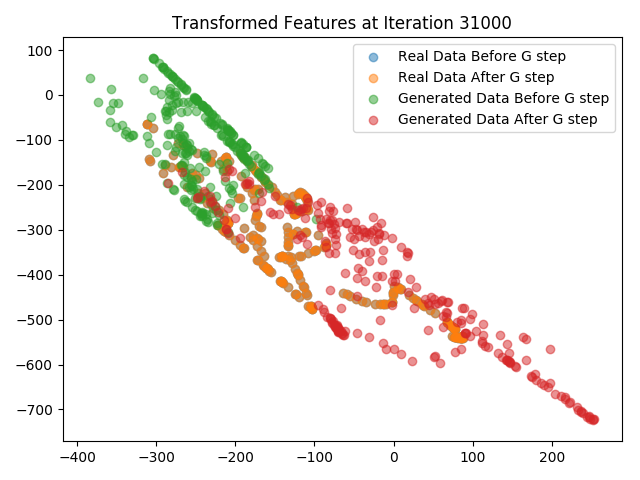 Transformed Features at Iteration 31000
Real Data Before G step
Real Data After G step
Generated Data Before G step
Generated Data After G step
100
0
−100
−200
−300
−400
−500
−600
−700
−400 −300 −200 −100 0 100 200